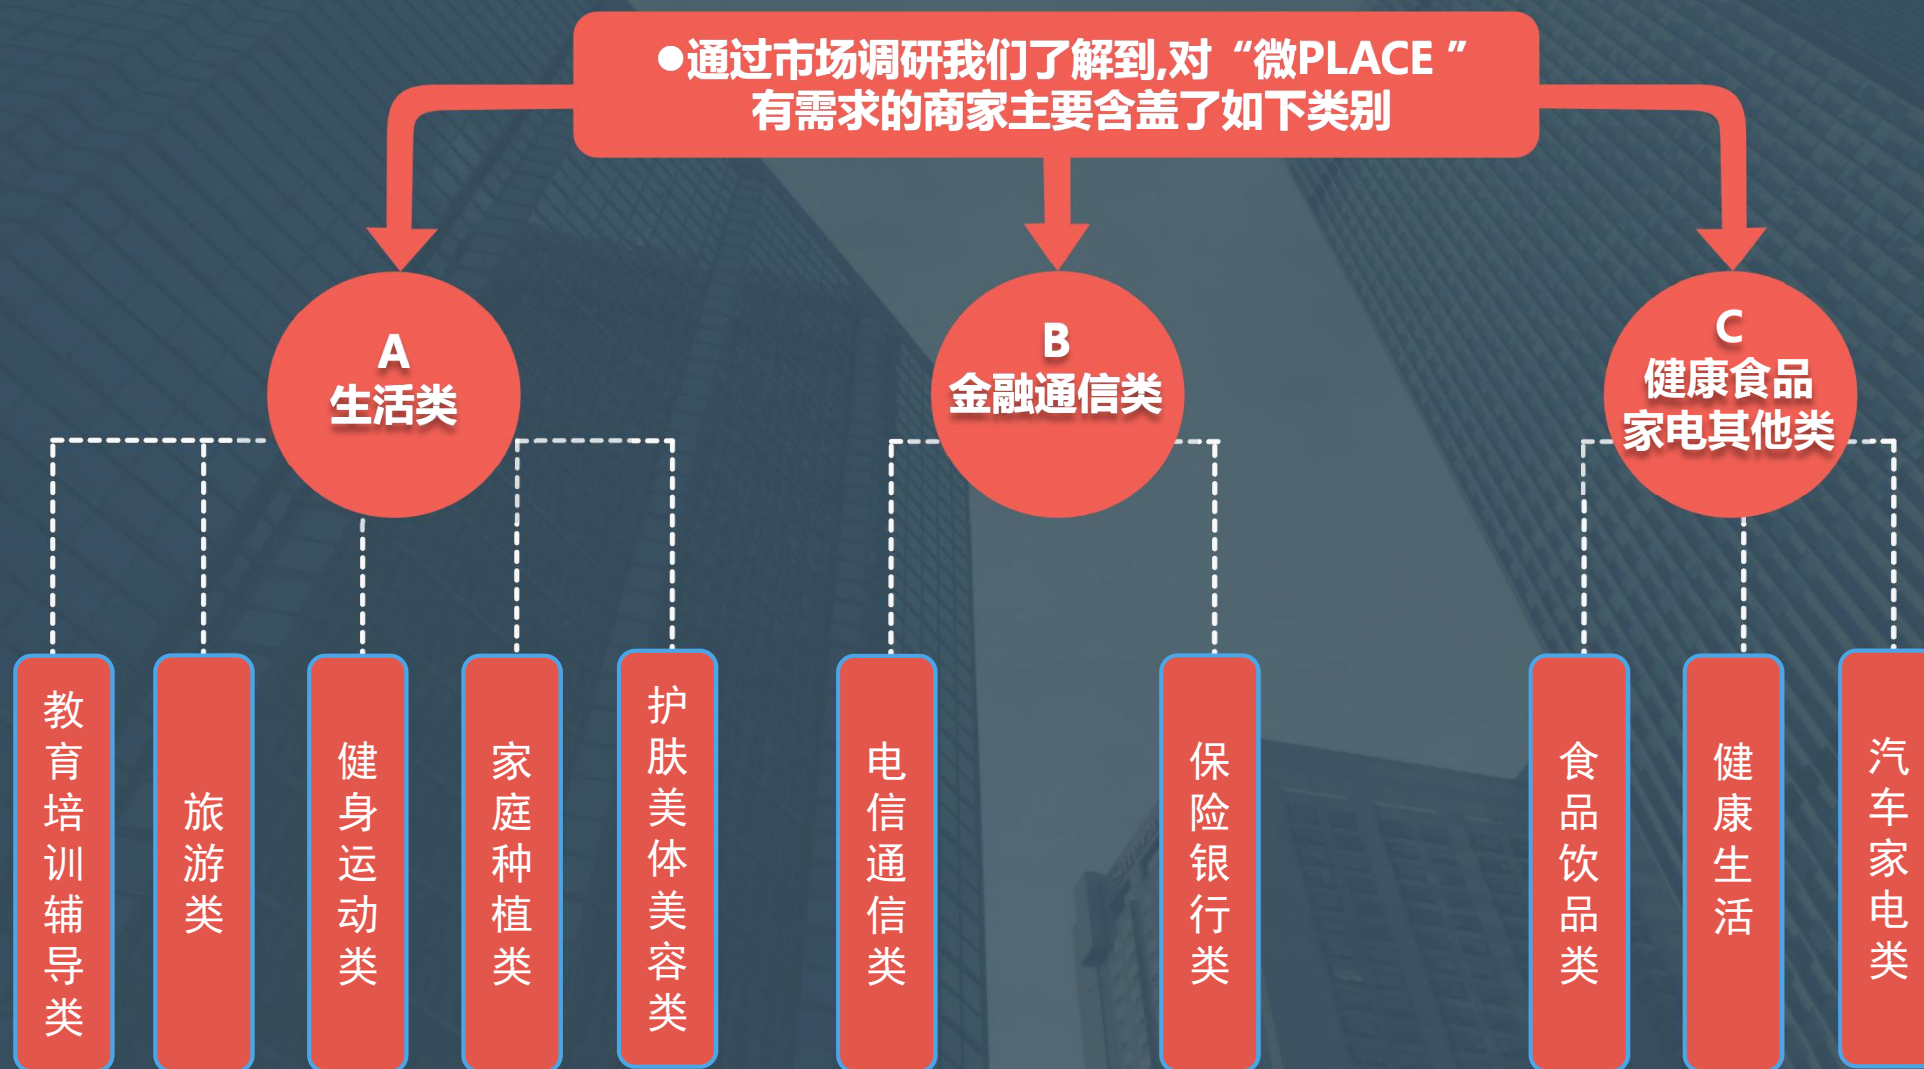 ●通过市场调研我们了解到,对“微PLACE ”
有需求的商家主要含盖了如下类别
A
生活类
B
金融通信类
C
健康食品
家电其他类
教育培训辅导类
旅游类
健身运动类
家庭种植类
护肤美体美容类
电信通信类
保险银行类
食品饮品类
健康生活
汽车家电类